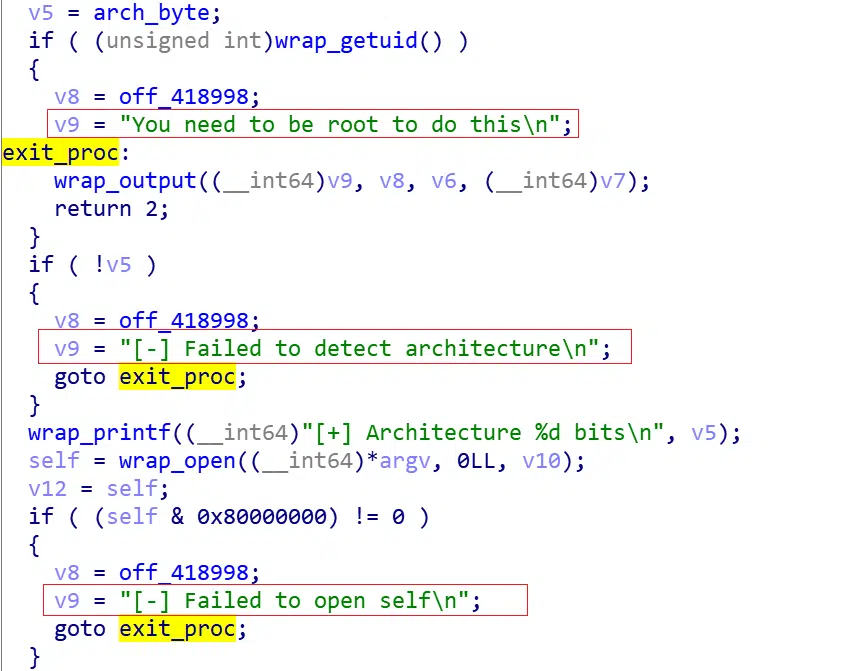 v5 = arch_byte;
if ( (unsigned int)wrap_getuid() )
{
v8 = off_418998;
v9 = "You need to be root to do this\n";
exit_proc:
wrap_output((__int64)v9, v8, v6, (__int64)v7);
return 2;
}
if ( !v5 )
{
v8 = off_418998;
v9 = "[-] Failed to detect architecture\n";
goto exit_proc;
}
wrap_printf((__int64)"[+] Architecture %d bits\n", v5);
self = wrap_open((__int64)*argv, 0LL, v10);
v12 = self;
if ( (self & 0x80000000) != 0 )
{
v8 = off_418998;
v9 = "[-] Failed to open self\n";
goto exit_proc;
}